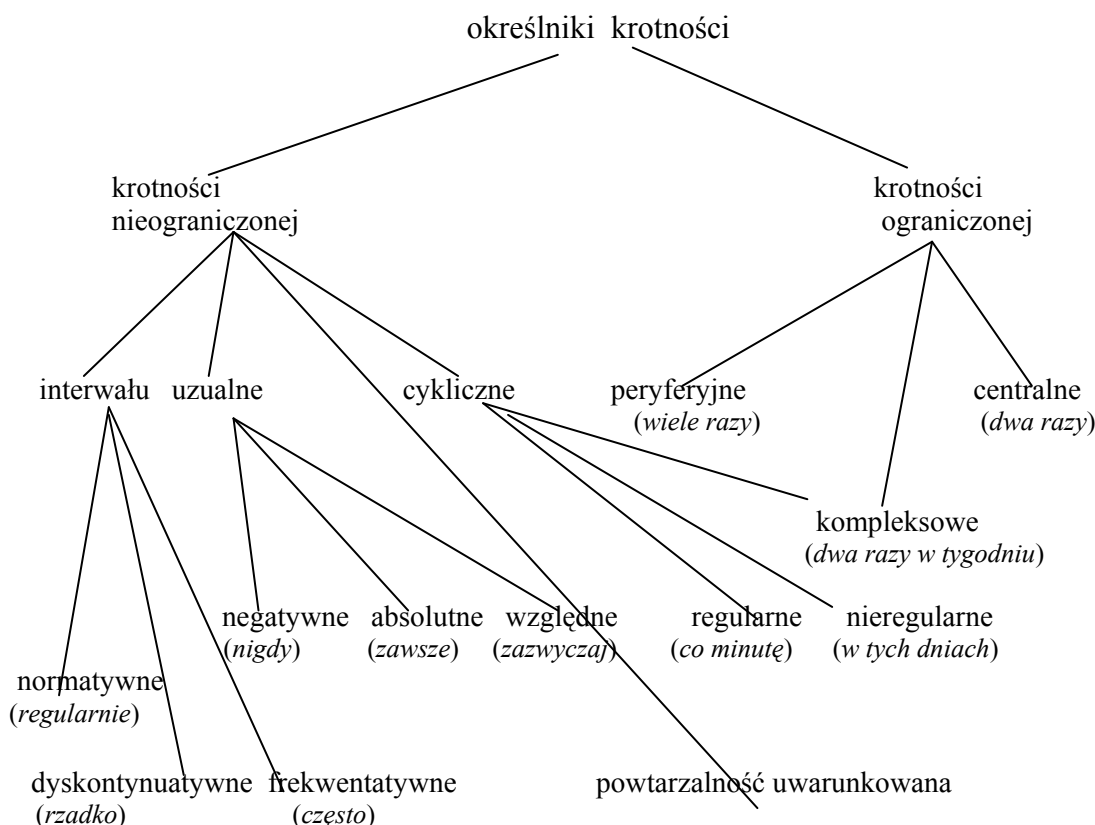 określniki krotności
krotności
nieograniczonej
krotności
ograniczonej
interwału
uzualne
cykliczne
peryferyjne
(wiele razy)
centralne
(dwa razy)
kompleksowe
(dwa razy w tygodniu)
negatywne
(nigdy)
absolutne
(zawsze)
względne
(zazwyczaj)
regularne
(co minutę)
nieregularne
(w tych dniach)
normatywne
(regularnie)
dyskontynuatywne
(rzadko)
frekwentatywne
(często)
powtarzalność uwarunkowana